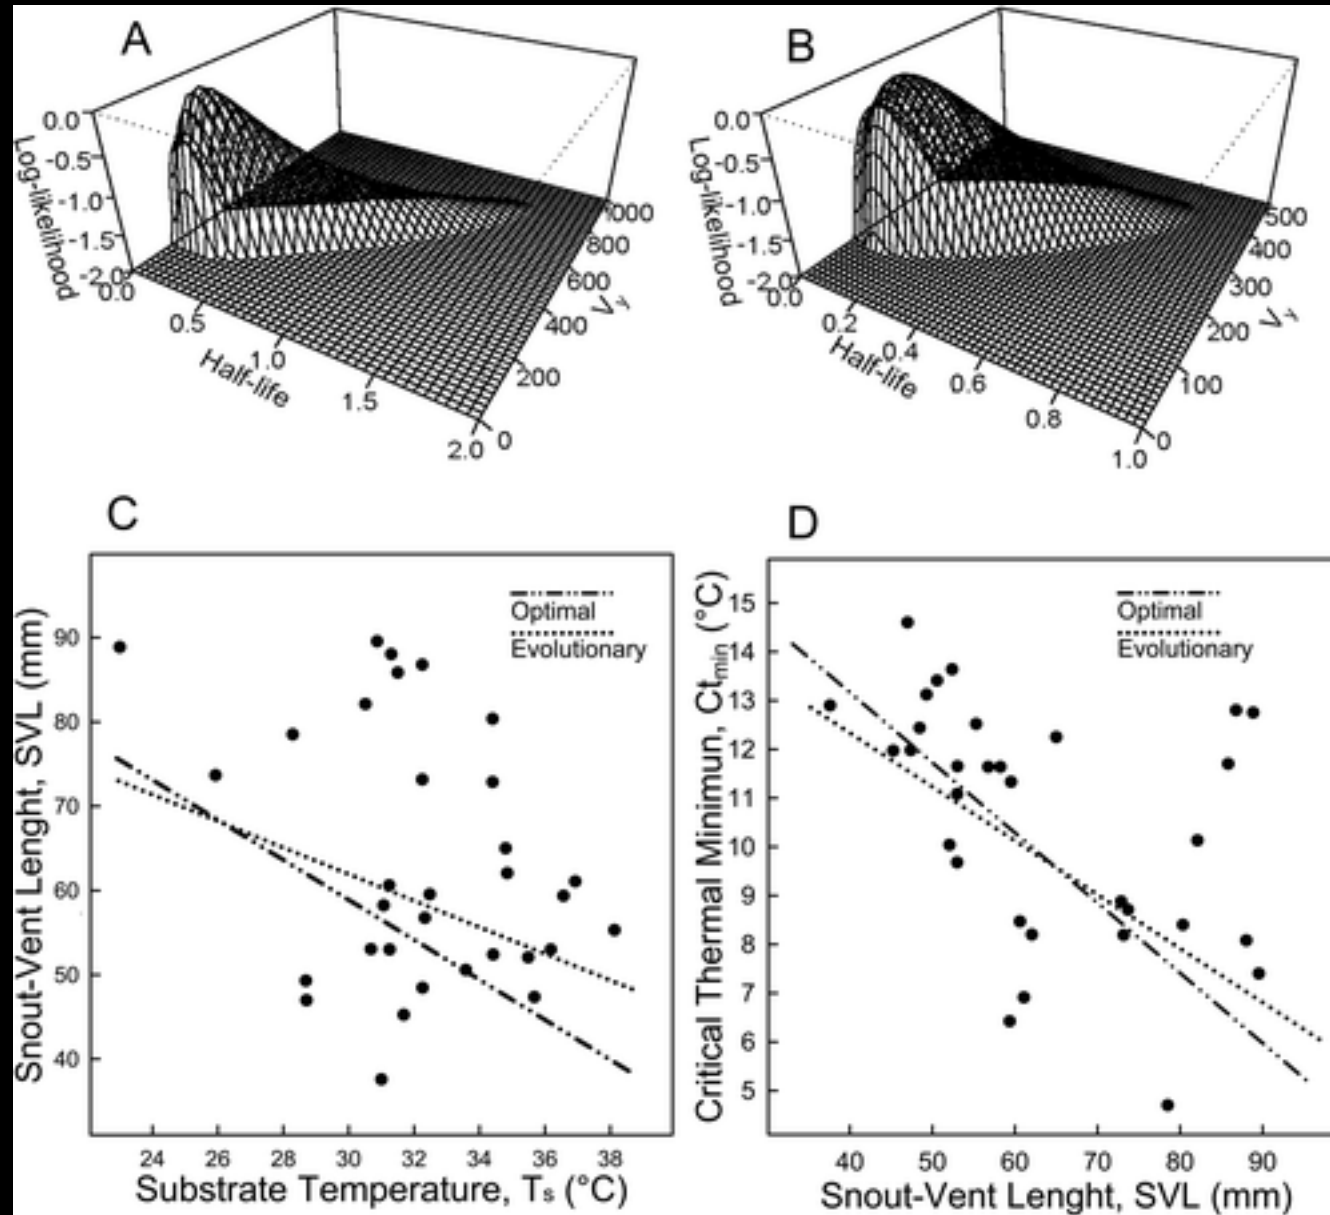 A
0.0
-0.5
-1.0
-1.5
-2.0
Log-likelihood
0.0
0.5
1.0
1.5
2.0
Half-life
0
200
400
600
800
1000
Vy
B
0.0
-0.5
-1.0
-1.5
-2.0
Log-likelihood
0.0
0.2
0.4
0.6
0.8
1.0
Half-life
0
100
200
300
400
500
Vy
C
Optimal
Evolutionary
90
80
70
60
50
40
Snout-Vent Lenght, SVL (mm)
24 26 28 30 32 34 36 38
Substrate Temperature, Ts (°C)
D
Optimal
Evolutionary
15
14
13
12
11
10
9
8
7
6
5
Critical Thermal Minimun, Ctmin (°C)
40 50 60 70 80 90
Snout-Vent Lenght, SVL (mm)